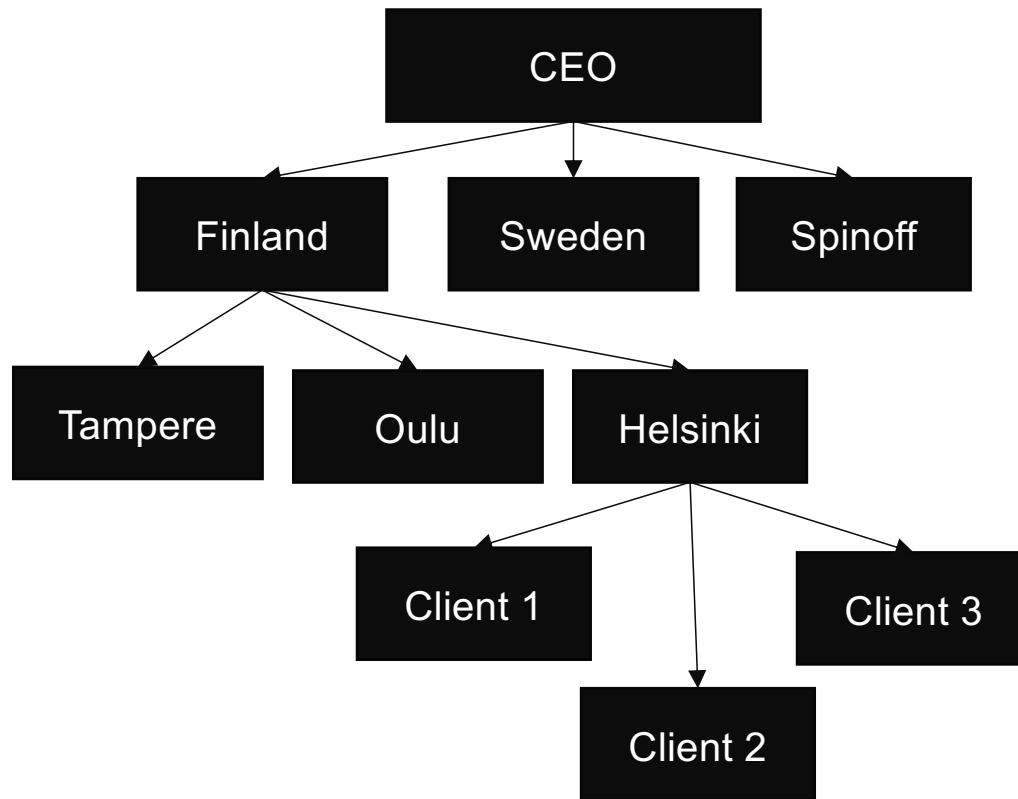 CEO
Finland
Sweden
Spinoff
Tampere
Oulu
Helsinki
Client 1
Client 3
Client 2